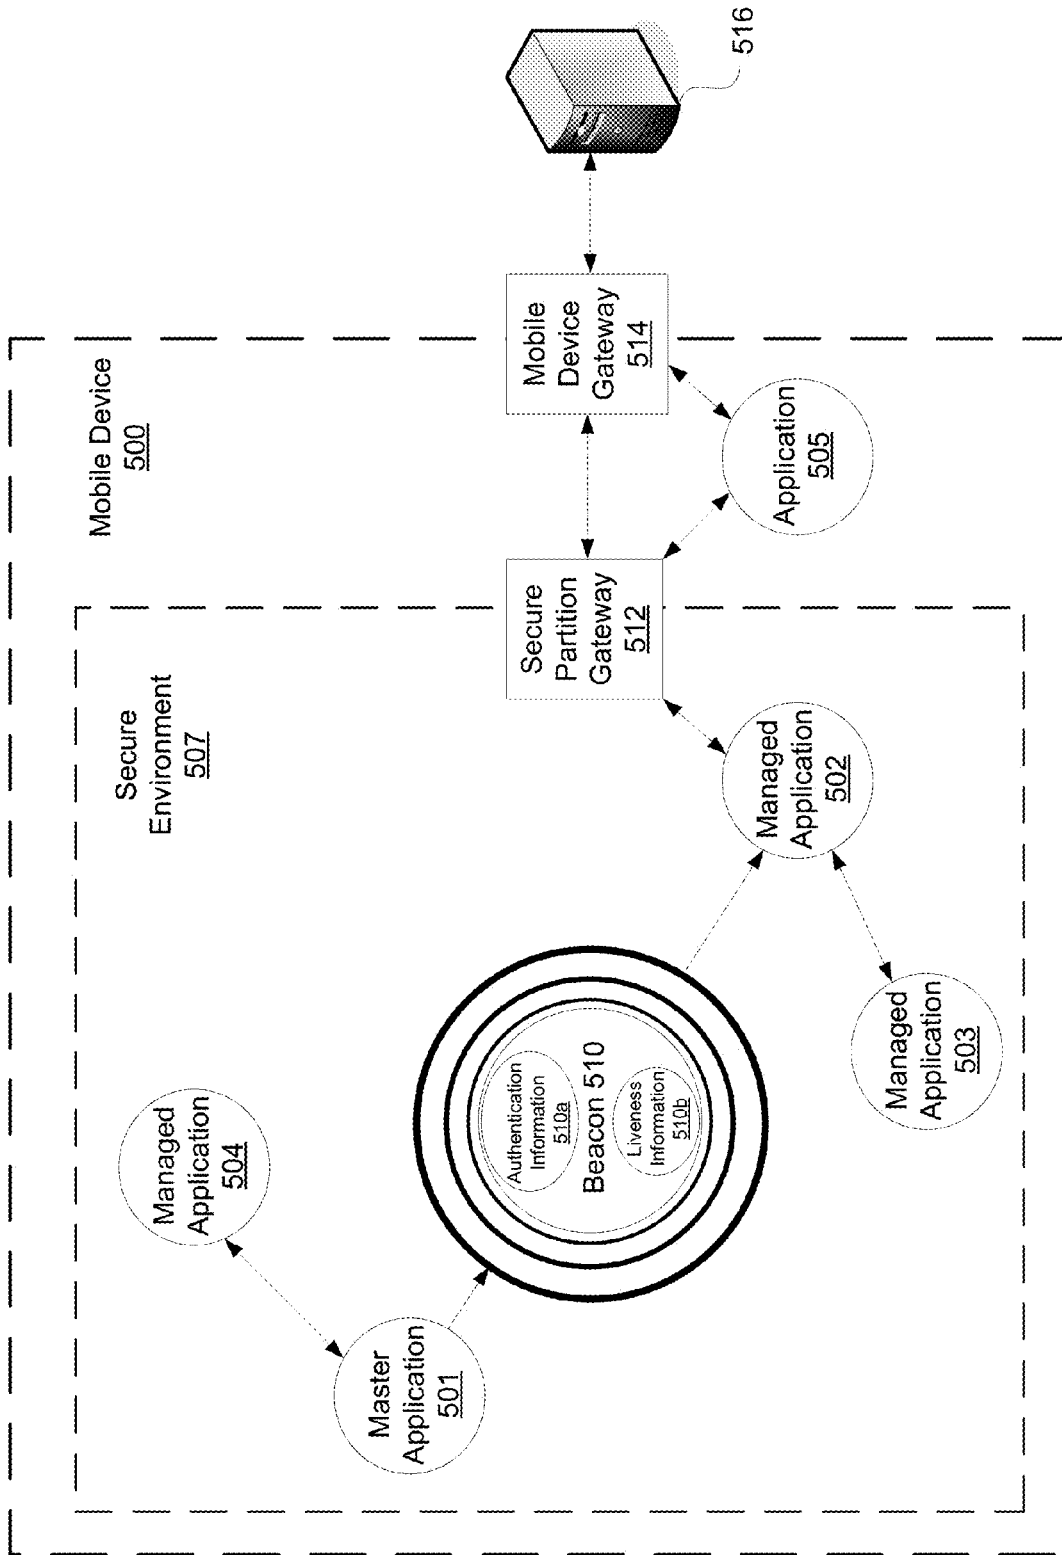 Mobile Device
500
Secure
Environment
507
Managed
Application
504
Master
Application
501
Authentication
Information
510a
Beacon 510
Liveness
Information
510b
Secure
Partition
Gateway
512
Mobile
Device
Gateway
514
516
Managed
Application
502
Application
505
Managed
Application
503